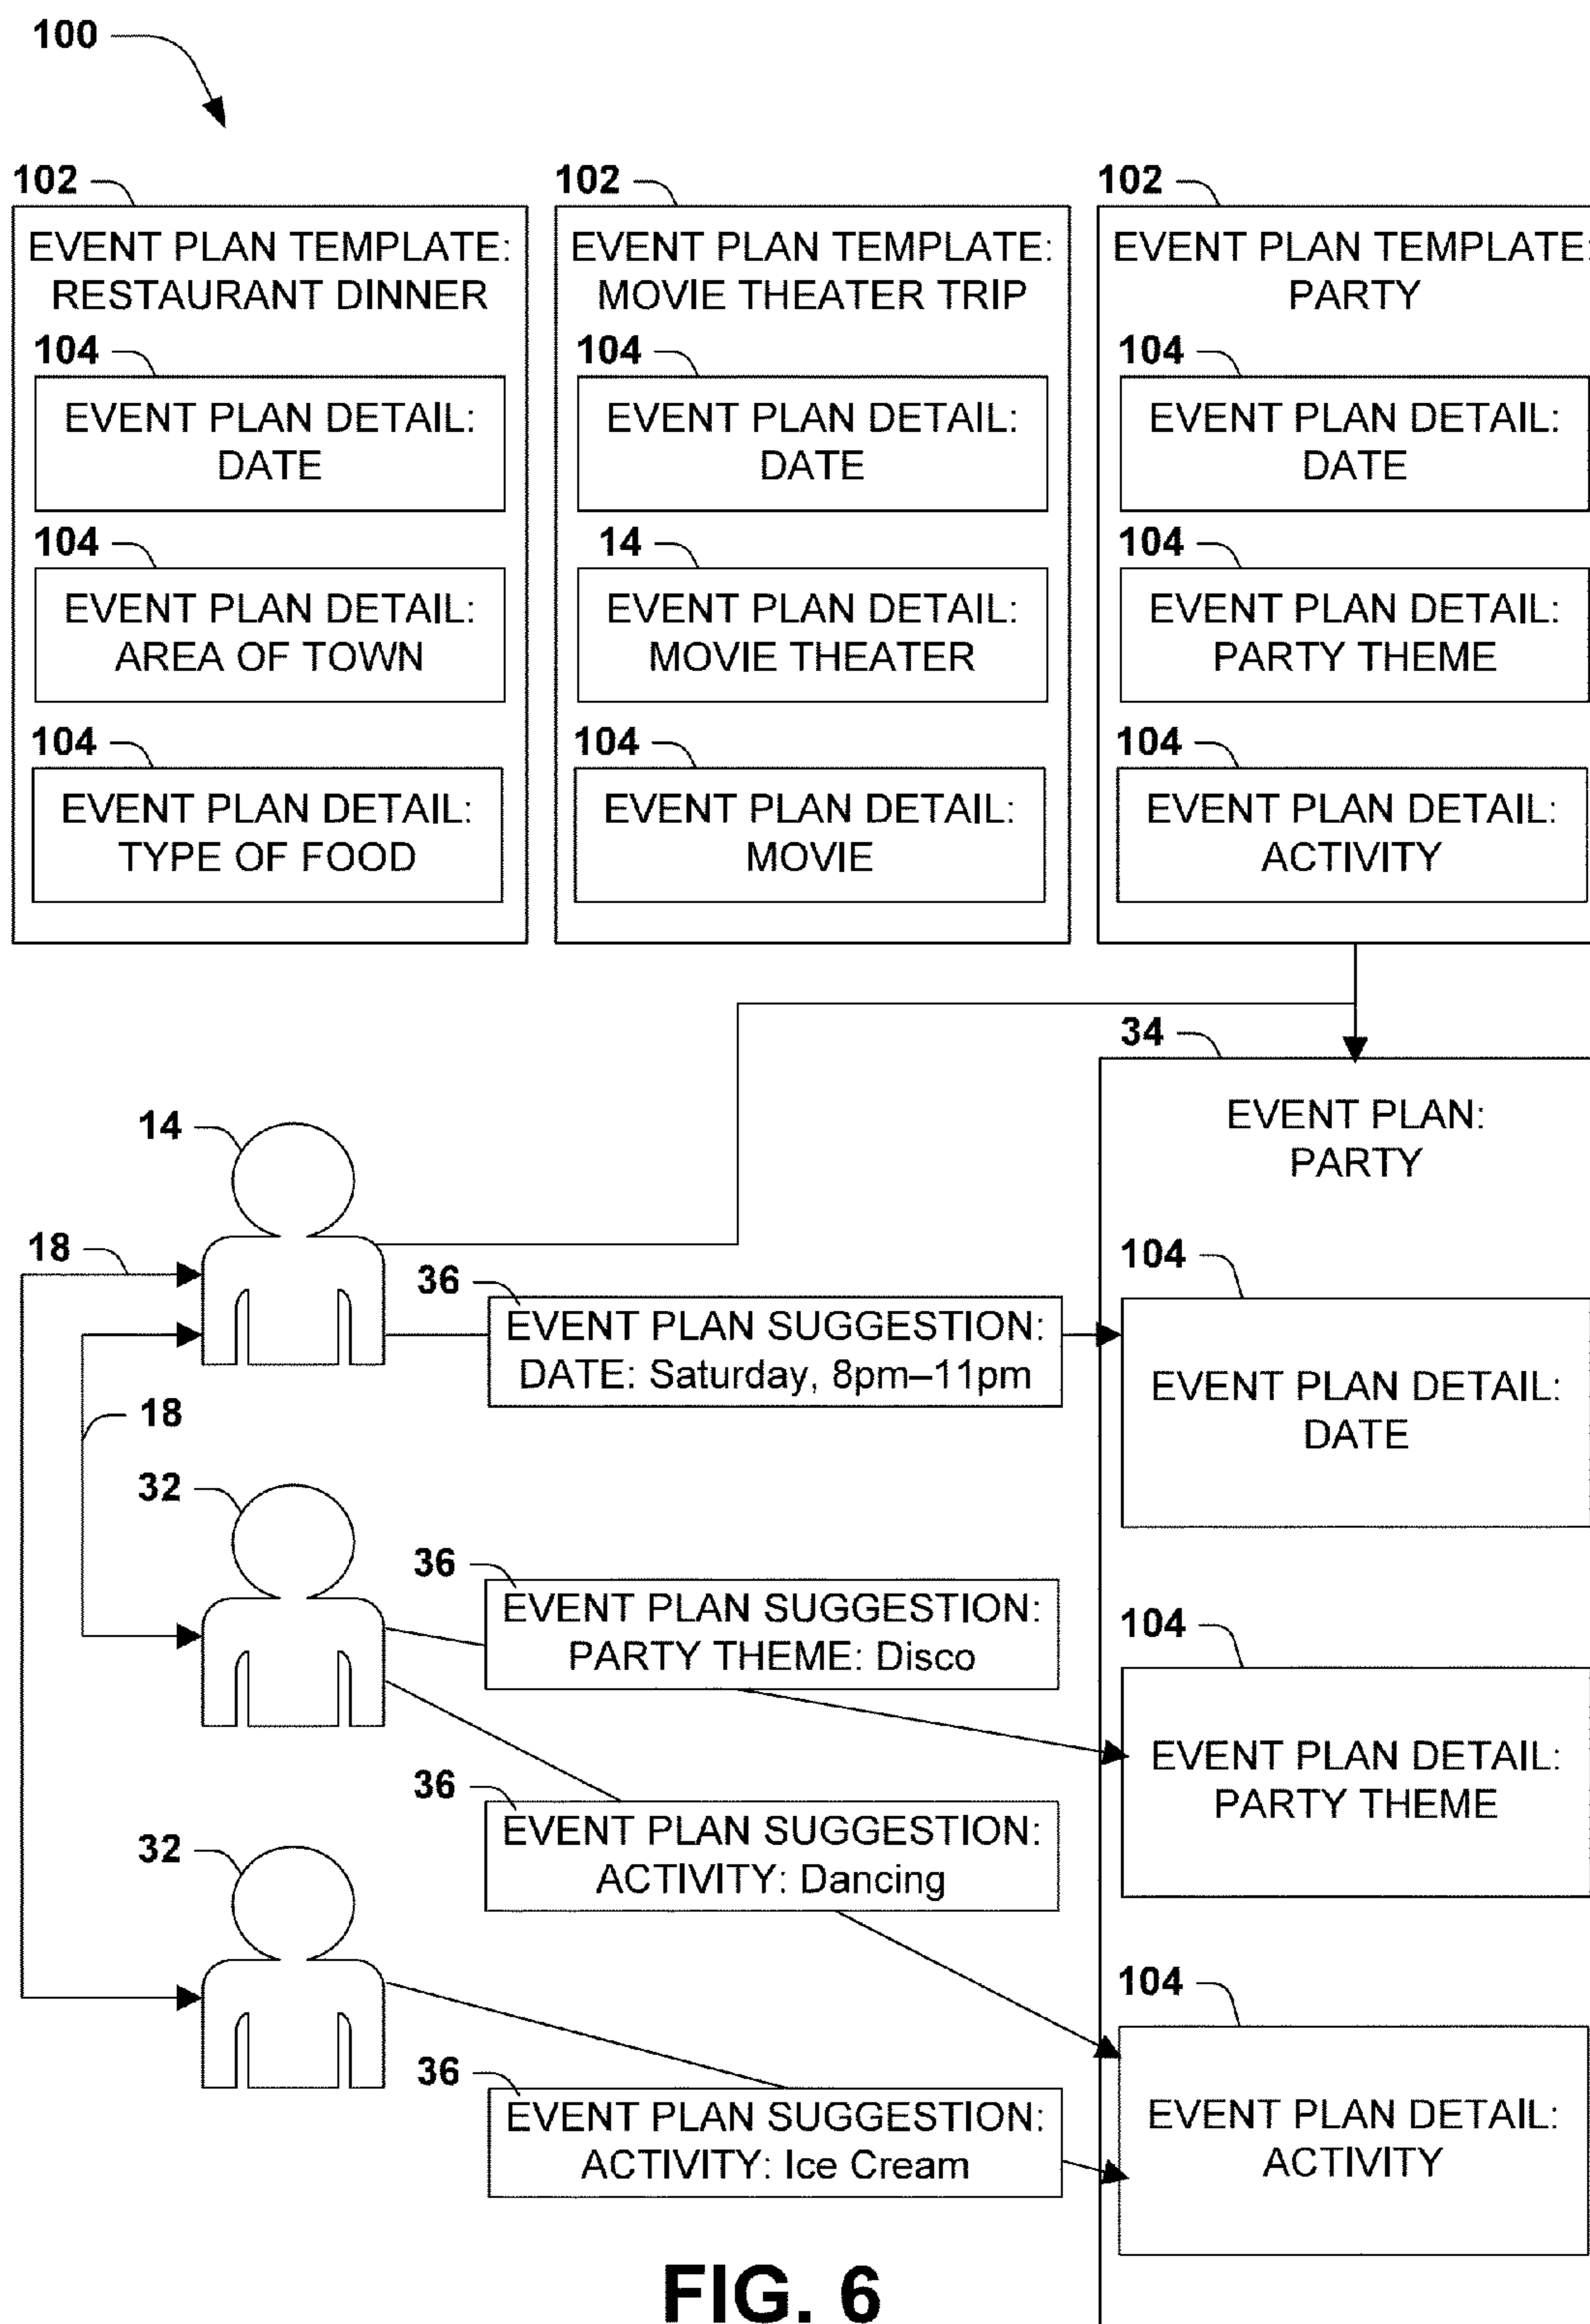 100
102
EVENT PLAN TEMPLATE:
RESTAURANT DINNER
104
EVENT PLAN DETAIL:
DATE
104
EVENT PLAN DETAIL:
AREA OF TOWN
104
EVENT PLAN DETAIL:
TYPE OF FOOD
102
EVENT PLAN TEMPLATE:
MOVIE THEATER TRIP
104
EVENT PLAN DETAIL:
DATE
14
EVENT PLAN DETAIL:
MOVIE THEATER
104
EVENT PLAN DETAIL:
MOVIE
102
EVENT PLAN TEMPLATE:
PARTY
104
EVENT PLAN DETAIL:
DATE
104
EVENT PLAN DETAIL:
PARTY THEME
104
EVENT PLAN DETAIL:
ACTIVITY
34
EVENT PLAN:
PARTY
14
18
36
EVENT PLAN SUGGESTION:
DATE: Saturday, 8pm–11pm
104
EVENT PLAN DETAIL:
DATE
18
32
36
EVENT PLAN SUGGESTION:
PARTY THEME: Disco
104
EVENT PLAN DETAIL:
PARTY THEME
36
EVENT PLAN SUGGESTION:
ACTIVITY: Dancing
32
104
EVENT PLAN DETAIL:
ACTIVITY
36
EVENT PLAN SUGGESTION:
ACTIVITY: Ice Cream
FIG. 6